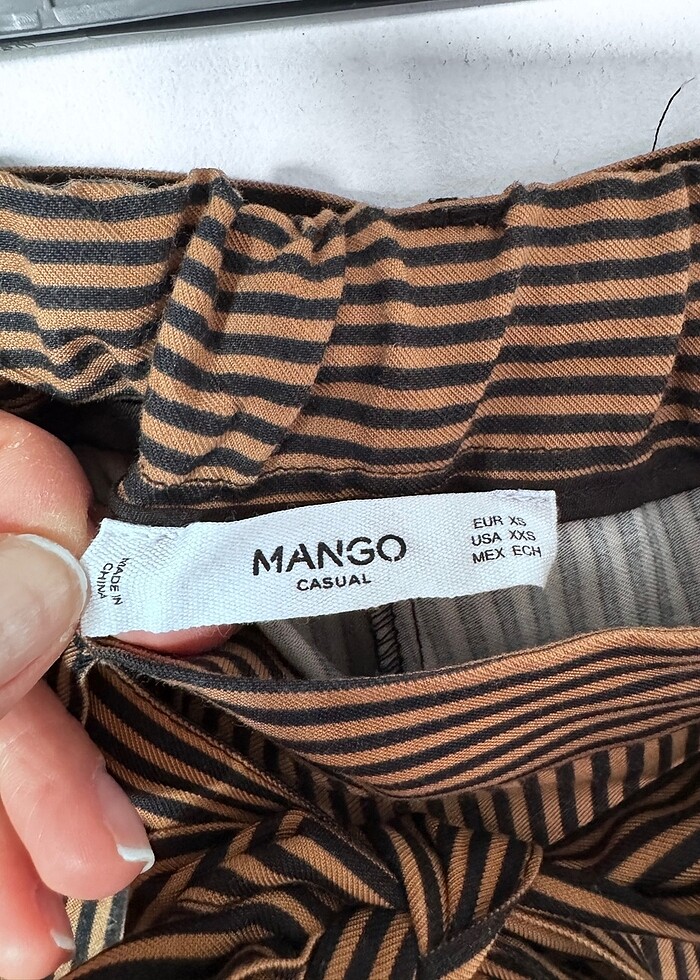 MANGO
CASUAL
EUR XS
USA XXS
MEX ECH
MADE IN
CHINA